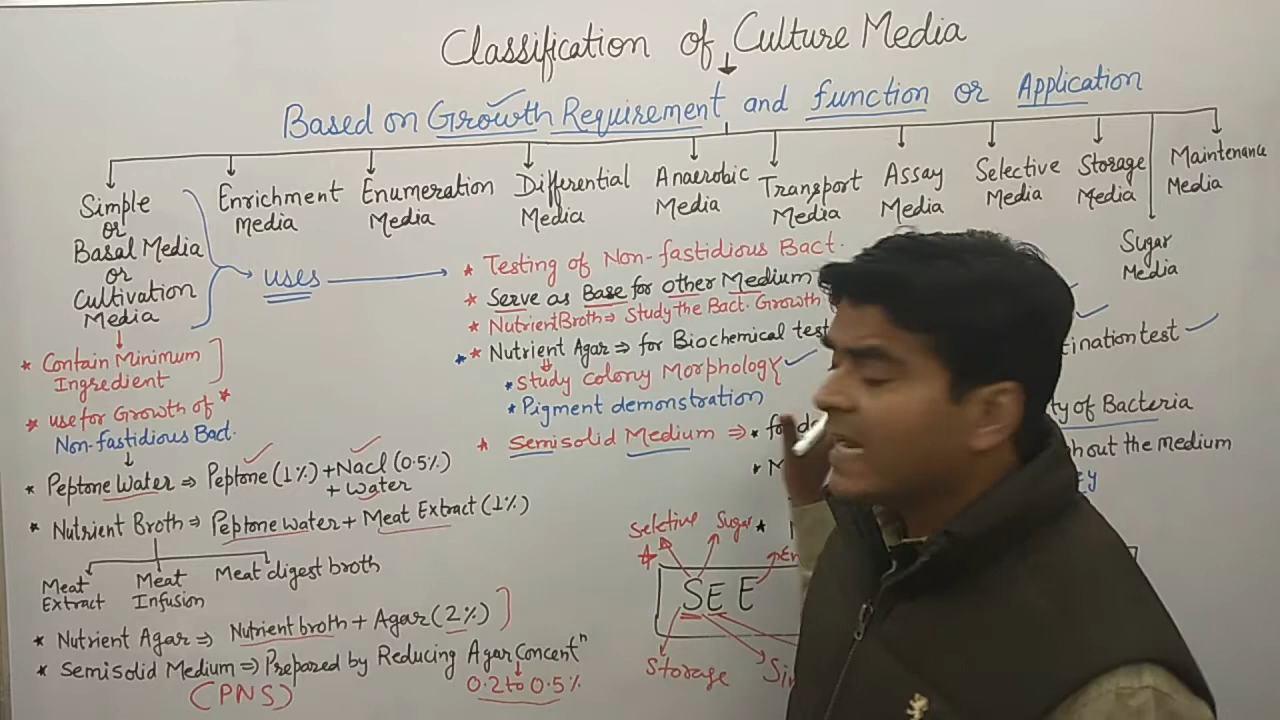 Classification of Culture Media
Based on Growth Requirement and function or Application
Simple
or
Basal Media
or
Cultivation
Media
Enrichment
Media
Enumeration
Media
Differential
Media
Anaerobic
Media
Transport
Media
Assay
Media
Selective
Media
Storage
Media
Sugar
Media
Maintenance
Media
uses
* Contain Minimum
Ingredient
* use for Growth of *
Non-fastidious Bact.
* Peptone Water ⇒ Peptone (1%) + Nacl (0.5%)
+ water
* Nutrient Broth ⇒ Peptone water + Meat Extract (1%)
Meat
Extract
Meat
Infusion
Meat digest broth
* Nutrient Agar ⇒ Nutrient broth + Agar (2%)
* Semisolid Medium ⇒ Prepared by Reducing Agar Concentⁿ
(PNS)
0.2 to 0.5%
* Testing of Non-fastidious Bact.
* Serve as Base for other Medium
* Nutrient Broth ⇒ Study the Bact. Growth
* * Nutrient Agar ⇒ for Biochemical test
* Study Colony Morphology
* Pigment demonstration
* Semisolid Medium ⇒ *
tination test
ty of Bacteria
hout the medium
Seletive
Sugar *
SEE
Storage